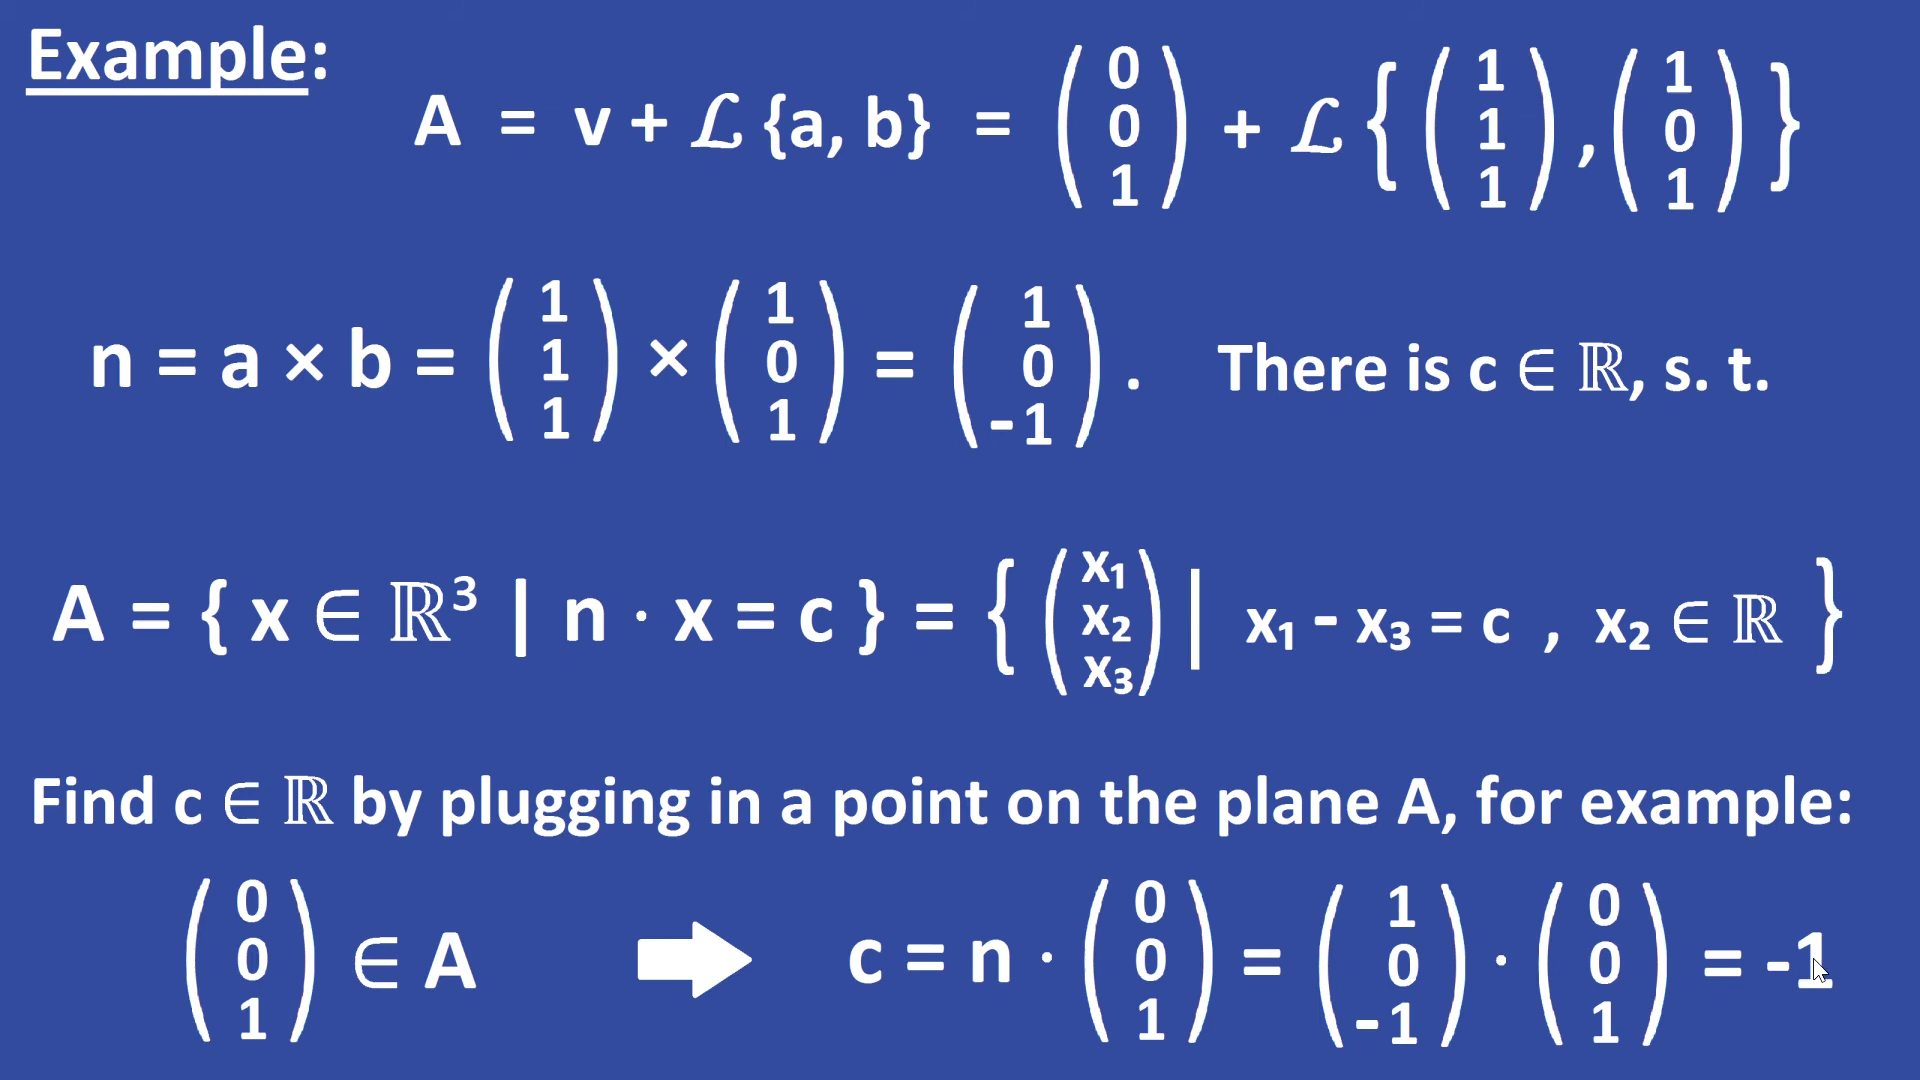 Example:
A = v + ℒ {a, b} = (0 0 1) + ℒ { (1 1 1) , (1 0 1) }
n = a × b = (1 1 1) × (1 0 1) = (1 0 -1) . There is c ∈ ℝ, s. t.
A = { x ∈ ℝ³ | n · x = c } = { (x₁ x₂ x₃) | x₁ - x₃ = c , x₂ ∈ ℝ }
Find c ∈ ℝ by plugging in a point on the plane A, for example:
(0 0 1) ∈ A ➡ c = n · (0 0 1) = (1 0 -1) · (0 0 1) = -1